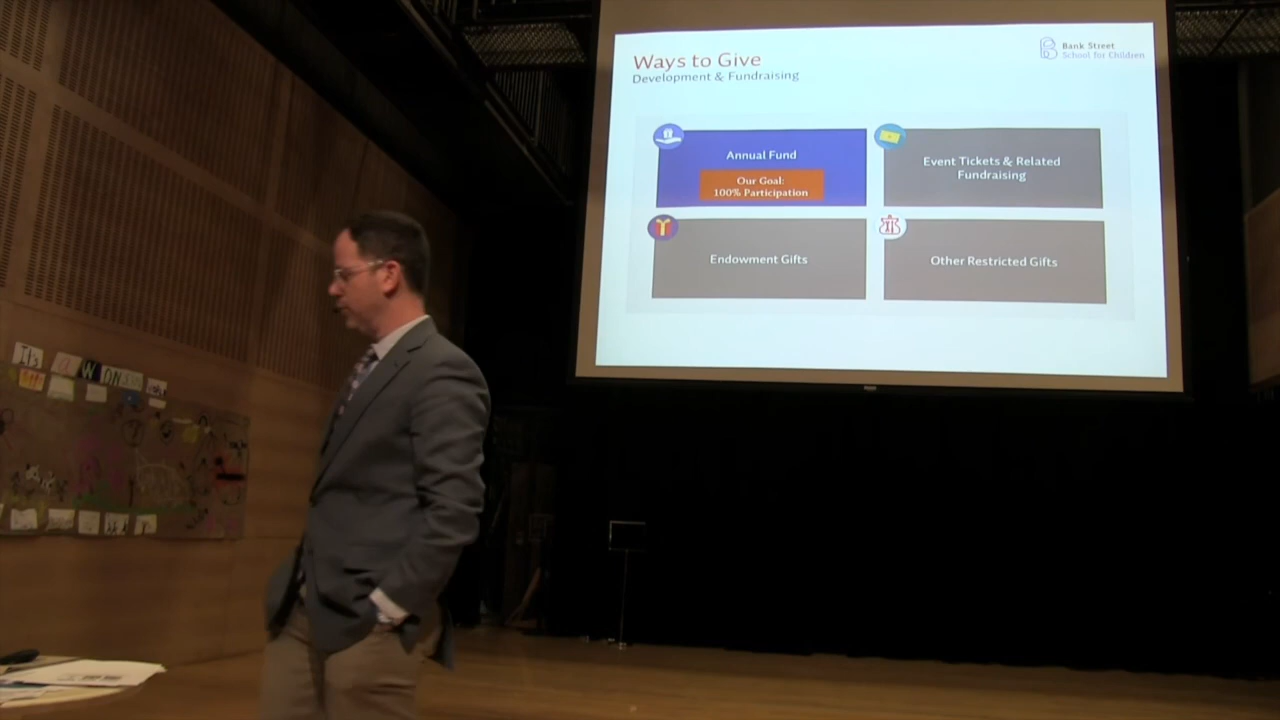 Ways to Give
Development & Fundraising
Bank Street
School for Children
Annual Fund
Our Goal:
100% Participation
Event Tickets & Related
Fundraising
Endowment Gifts
Other Restricted Gifts
It's a